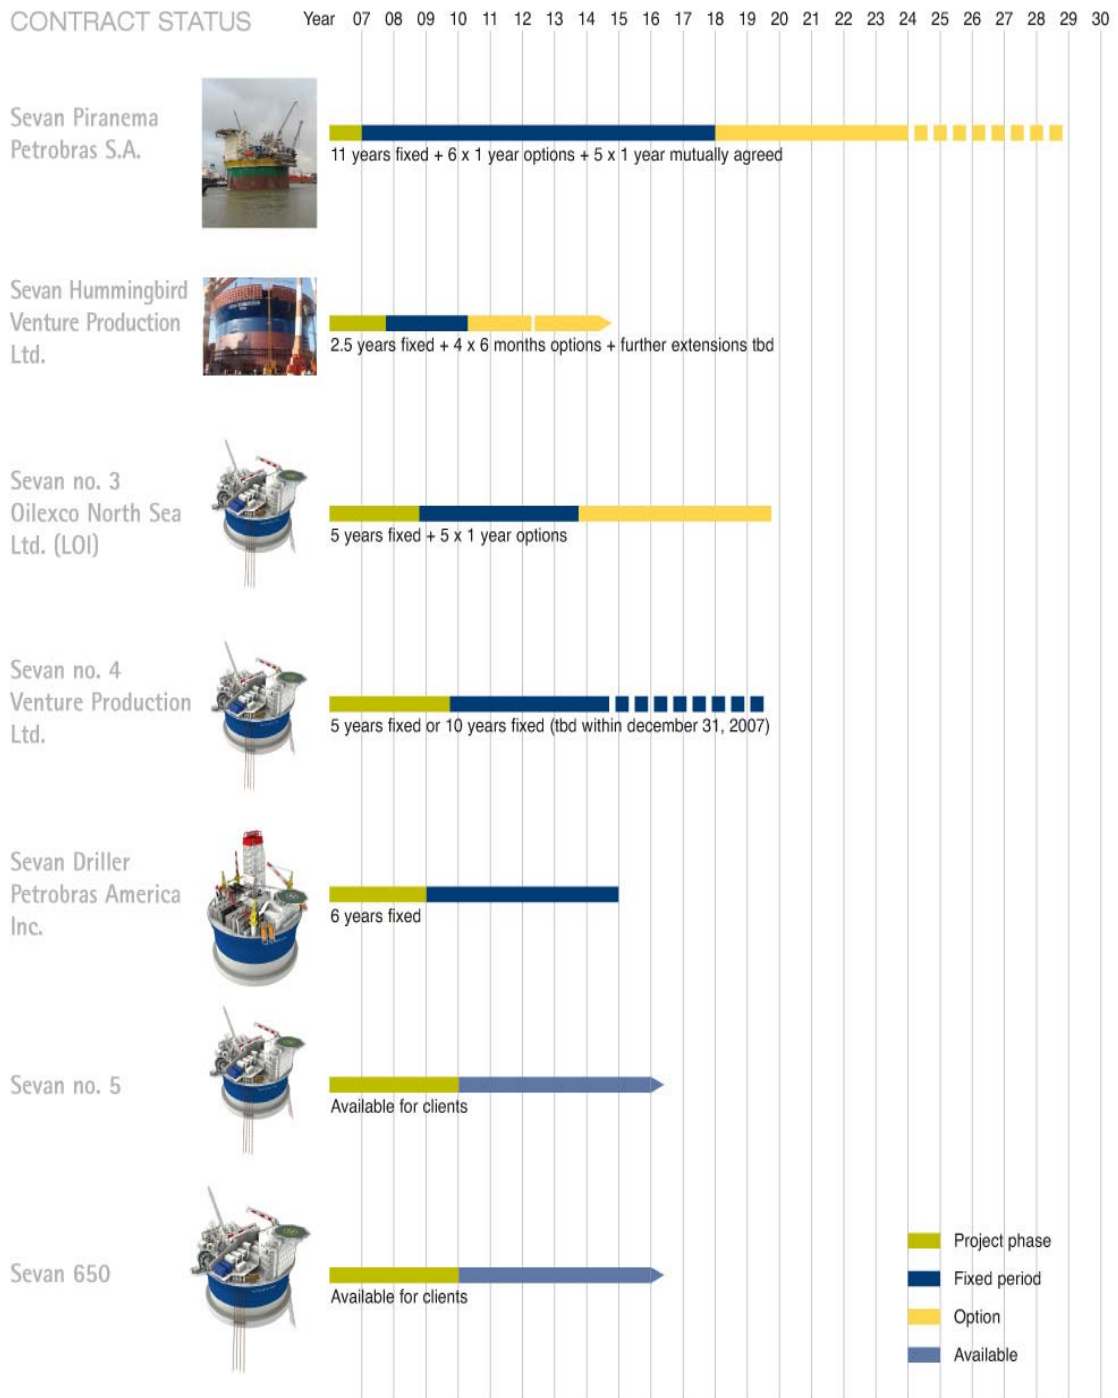 CONTRACT STATUS
Year 07 08 09 10 11 12 13 14 15 16 17 18 19 20 21 22 23 24 25 26 27 28 29 30
Sevan Piranema
Petrobras S.A.
11 years fixed + 6 x 1 year options + 5 x 1 year mutually agreed
Sevan Hummingbird
Venture Production
Ltd.
2.5 years fixed + 4 x 6 months options + further extensions tbd
Sevan no. 3
Oilexco North Sea
Ltd. (LOI)
5 years fixed + 5 x 1 year options
Sevan no. 4
Venture Production
Ltd.
5 years fixed or 10 years fixed (tbd within december 31, 2007)
Sevan Driller
Petrobras America
Inc.
6 years fixed
Sevan no. 5
Available for clients
Sevan 650
Available for clients
Project phase
Fixed period
Option
Available